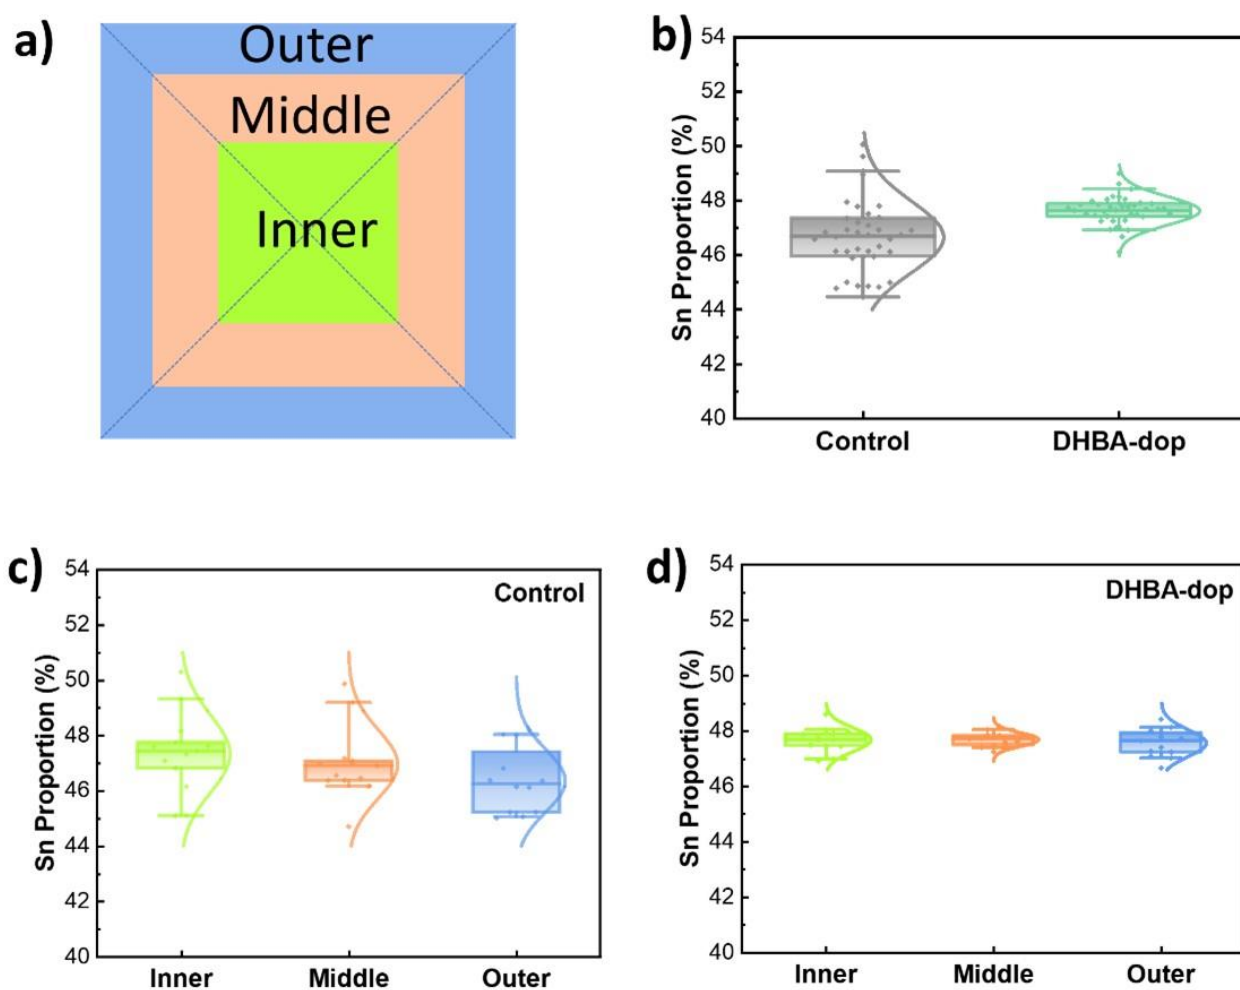 a)
Outer
Middle
Inner
b)
Sn Proportion (%)
54
52
50
48
46
44
42
40
Control
DHBA-dop
c)
Sn Proportion (%)
54
52
50
48
46
44
42
40
Control
Inner
Middle
Outer
d)
Sn Proportion (%)
54
52
50
48
46
44
42
40
DHBA-dop
Inner
Middle
Outer